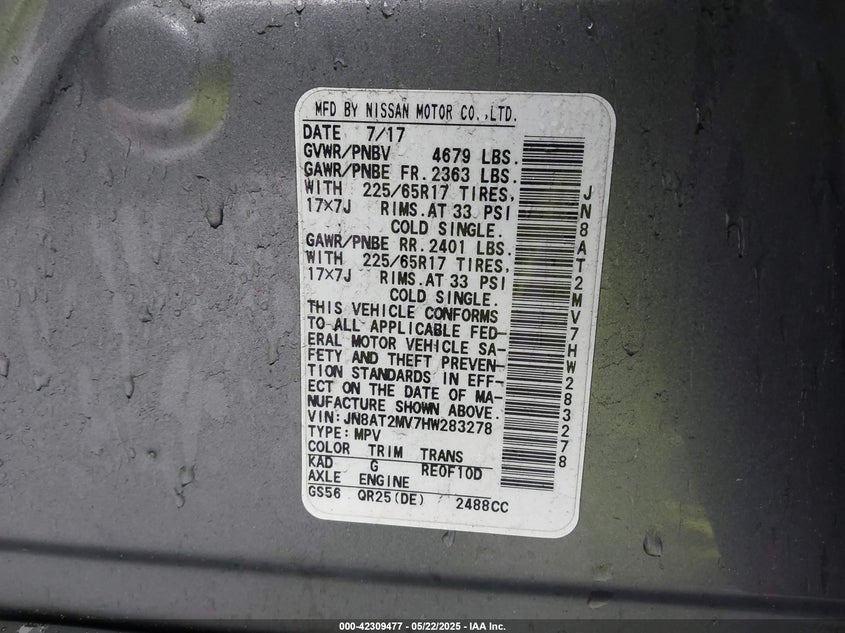 MFD BY NISSAN MOTOR CO.,LTD.
DATE 7/17
GVWR/PNBV 4679 LBS.
GAWR/PNBE FR. 2363 LBS.
WITH 225/65R17 TIRES,
17×7J RIMS. AT 33 PSI
COLD SINGLE.
GAWR/PNBE RR. 2401 LBS.
WITH 225/65R17 TIRES,
17×7J RIMS. AT 33 PSI
COLD SINGLE.
THIS VEHICLE CONFORMS
TO ALL APPLICABLE FED-
ERAL MOTOR VEHICLE SA-
FETY AND THEFT PREVEN-
TION STANDARDS IN EFF-
ECT ON THE DATE OF MA-
NUFACTURE SHOWN ABOVE.
VIN: JN8AT2MV7HW283278
TYPE: MPV
COLOR TRIM TRANS
KAD G RE0F10D
AXLE ENGINE
GS56 QR25(DE) 2488CC
JN8AT2MV7HW283278
000-42309477 - 05/22/2025 - IAA Inc.